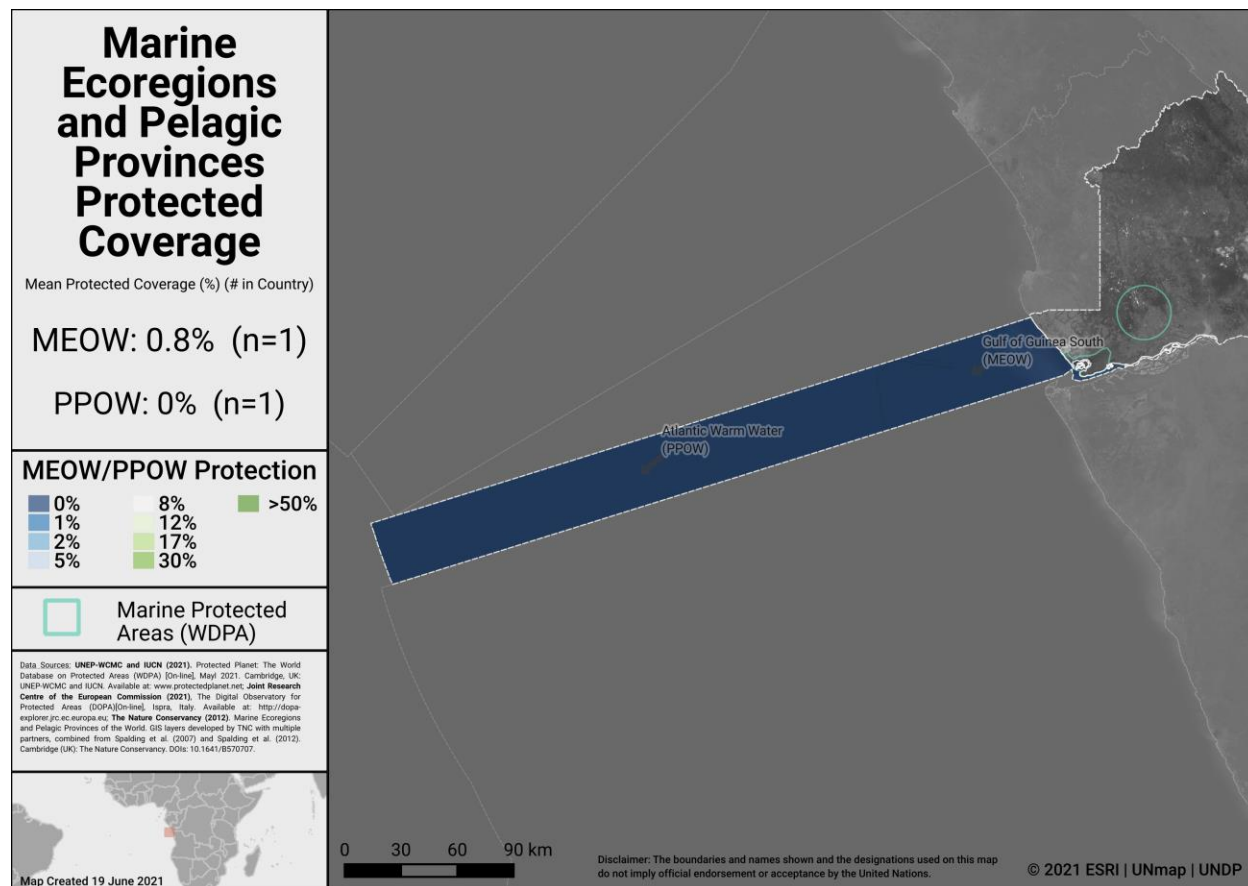 Marine
Ecoregions
and Pelagic
Provinces
Protected
Coverage
Mean Protected Coverage (%) (# in Country)
MEOW: 0.8% (n=1)
PPOW: 0% (n=1)
MEOW/PPOW Protection
0%
1%
2%
5%
8%
12%
17%
30%
>50%
Marine Protected
Areas (WDPA)
Data Sources: UNEP-WCMC and IUCN (2021). Protected Planet: The World
Database on Protected Areas (WDPA) [On-line], Mayl 2021. Cambridge, UK:
UNEP-WCMC and IUCN. Available at: www.protectedplanet.net; Joint Research
Centre of the European Commission (2021), The Digital Observatory for
Protected Areas (DOPA)[On-line], Ispra, Italy. Available at: http://dopa-
explorer.jrc.ec.europa.eu; The Nature Conservancy (2012). Marine Ecoregions
and Pelagic Provinces of the World. GIS layers developed by TNC with multiple
partners, combined from Spalding et al. (2007) and Spalding et al. (2012).
Cambridge (UK): The Nature Conservancy. DOIs: 10.1641/B570707.
Map Created 19 June 2021
Gulf of Guinea South
(MEOW)
Atlantic Warm Water
(PPOW)
0 30 60 90 km
Disclaimer: The boundaries and names shown and the designations used on this map
do not imply official endorsement or acceptance by the United Nations.
© 2021 ESRI | UNmap | UNDP